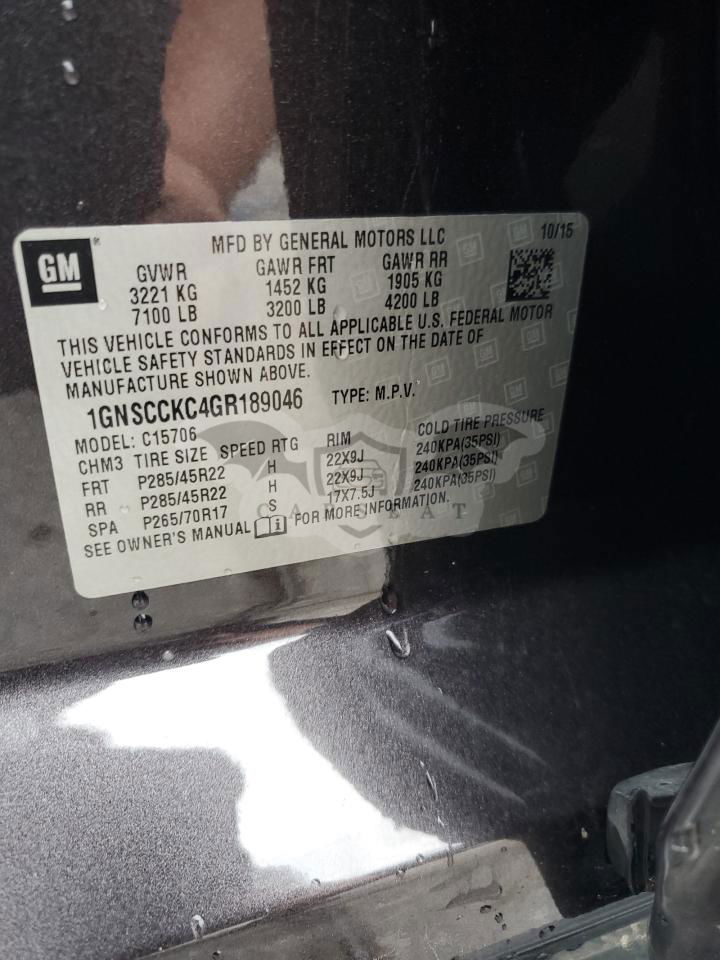 GM ®
MFD BY GENERAL MOTORS LLC 10/15
GVWR GAWR FRT GAWR RR
3221 KG 1452 KG 1905 KG
7100 LB 3200 LB 4200 LB
THIS VEHICLE CONFORMS TO ALL APPLICABLE U.S. FEDERAL MOTOR
VEHICLE SAFETY STANDARDS IN EFFECT ON THE DATE OF
MANUFACTURE SHOWN ABOVE.
1GNSCCKC4GR189046 TYPE: M.P.V.
MODEL: C15706
CHM3 TIRE SIZE SPEED RTG RIM COLD TIRE PRESSURE
FRT P285/45R22 H 22X9J 240KPA(35PSI)
RR P285/45R22 H 22X9J 240KPA(35PSI)
SPA P265/70R17 S 17X7.5J 240KPA(35PSI)
SEE OWNER'S MANUAL FOR MORE INFORMATION.